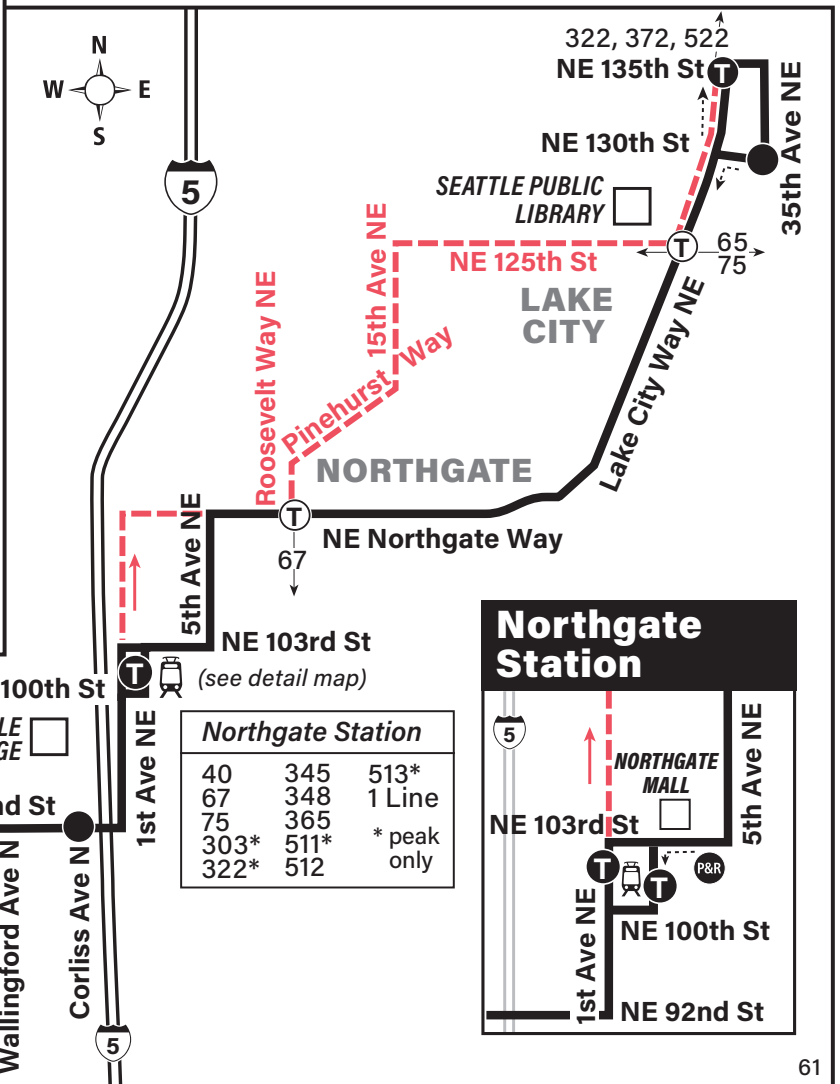 N
W E
S
5
322, 372, 522
NE 135th St
T
NE 130th St
35th Ave NE
SEATTLE PUBLIC
LIBRARY
T
65
75
NE 125th St
15th Ave NE
LAKE
CITY
Lake City Way NE
Roosevelt Way NE
Pinehurst Way
NORTHGATE
T
NE Northgate Way
67
5th Ave NE
NE 103rd St
(see detail map)
T
100th St
LE
GE
1st Ave NE
nd St
Wallingford Ave N
Corliss Ave N
5
Northgate Station
40 345 513*
67 348 1 Line
75 365
303* 511* * peak
322* 512 only
Northgate
Station
5
NORTHGATE
MALL
5th Ave NE
NE 103rd St
T
T
P&R
NE 100th St
1st Ave NE
NE 92nd St
61